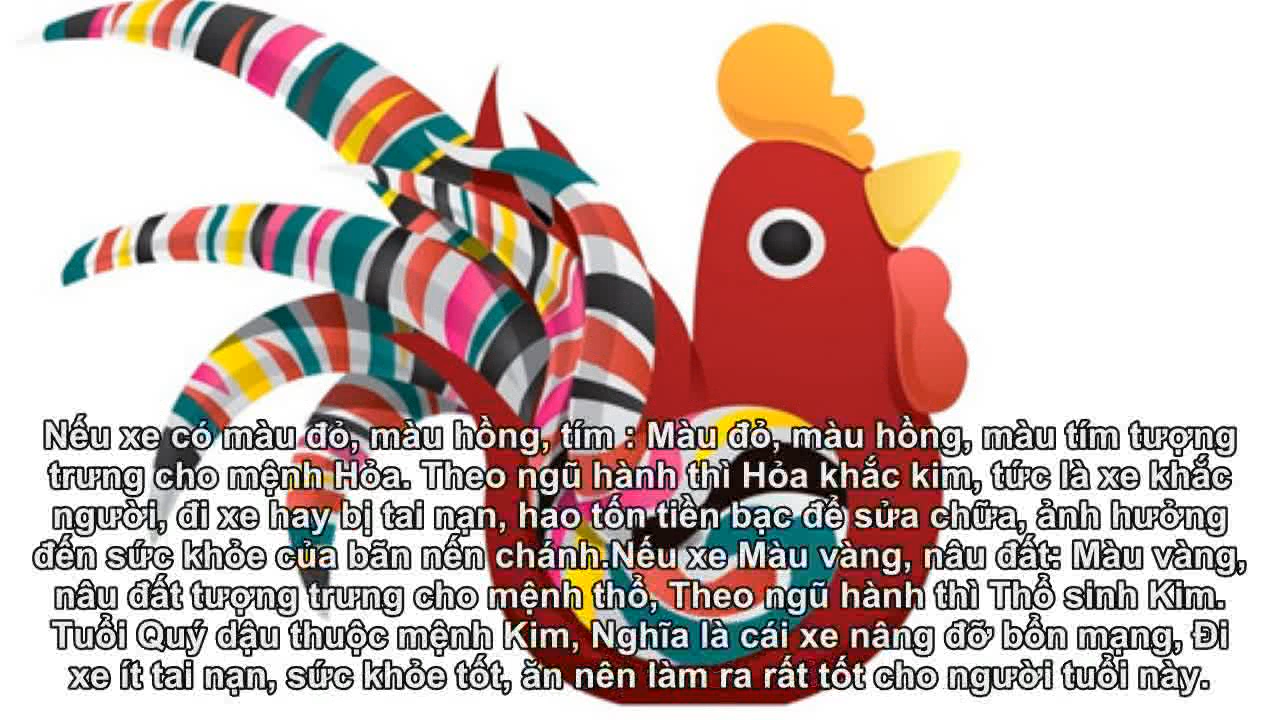 Nếu xe có màu đỏ, màu hồng, tím : Màu đỏ, màu hồng, màu tím tượng
trưng cho mệnh Hỏa. Theo ngũ hành thì Hỏa khắc kim, tức là xe khắc
người, đi xe hay bị tai nạn, hao tốn tiền bạc để sửa chữa, ảnh hưởng
đến sức khỏe của bãn nến chánh.Nếu xe Màu vàng, nâu đất: Màu vàng,
nâu đất tượng trưng cho mệnh thổ, Theo ngũ hành thì Thổ sinh Kim.
Tuổi Quý dậu thuộc mệnh Kim, Nghĩa là cái xe nâng đỡ bổn mạng, Đi
xe ít tai nạn, sức khỏe tốt, ăn nên làm ra rất tốt cho người tuổi này.